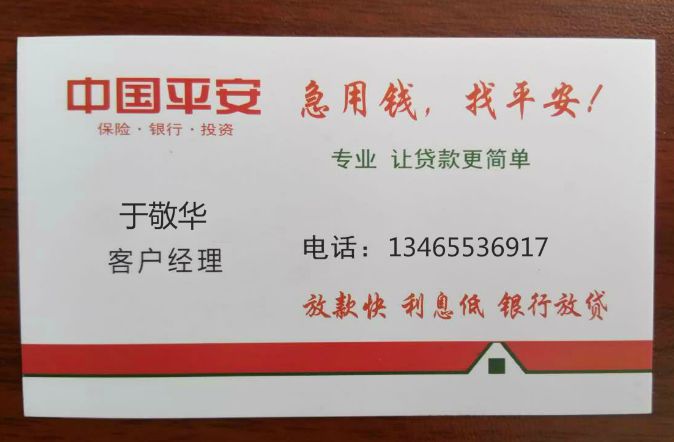 中国平安
保险·银行·投资
急用钱，找平安！
专业 让贷款更简单
于敬华
客户经理
电话：13465536917
放款快 利息低 银行放贷